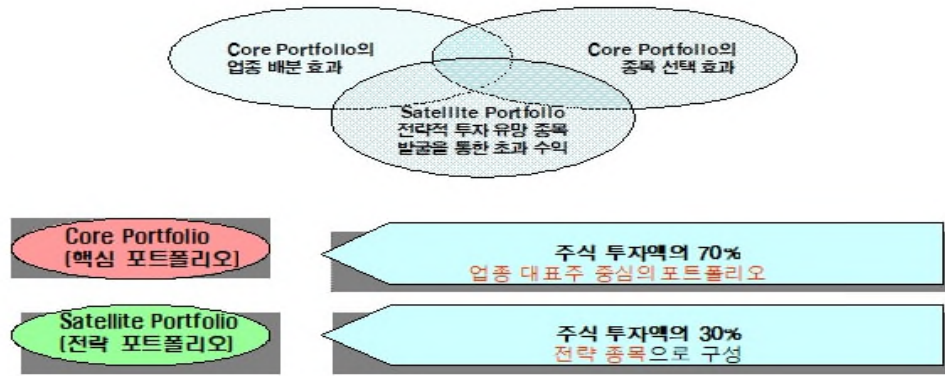 Core Portfolio의
업종 배분 효과
Core Portfolio의
종목 선택 효과
Satellite Portfolio
전략적 투자 유망 종목
발굴을 통한 초과 수익
Core Portfolio
[핵심 포트폴리오]
주식 투자액의 70%
업종 대표주 중심의포트폴리오
Satellite Portfolio
[전략 포트폴리오]
주식 투자액의 30%
전략 종목으로 구성